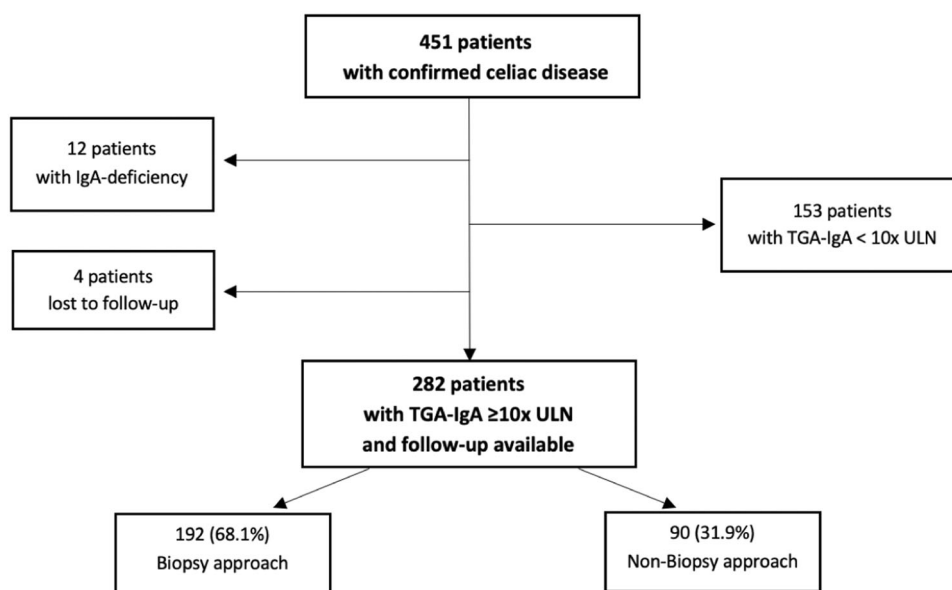 451 patients
with confirmed celiac disease
12 patients
with IgA-deficiency
153 patients
with TGA-IgA < 10x ULN
4 patients
lost to follow-up
282 patients
with TGA-IgA ≥10x ULN
and follow-up available
192 (68.1%)
Biopsy approach
90 (31.9%)
Non-Biopsy approach